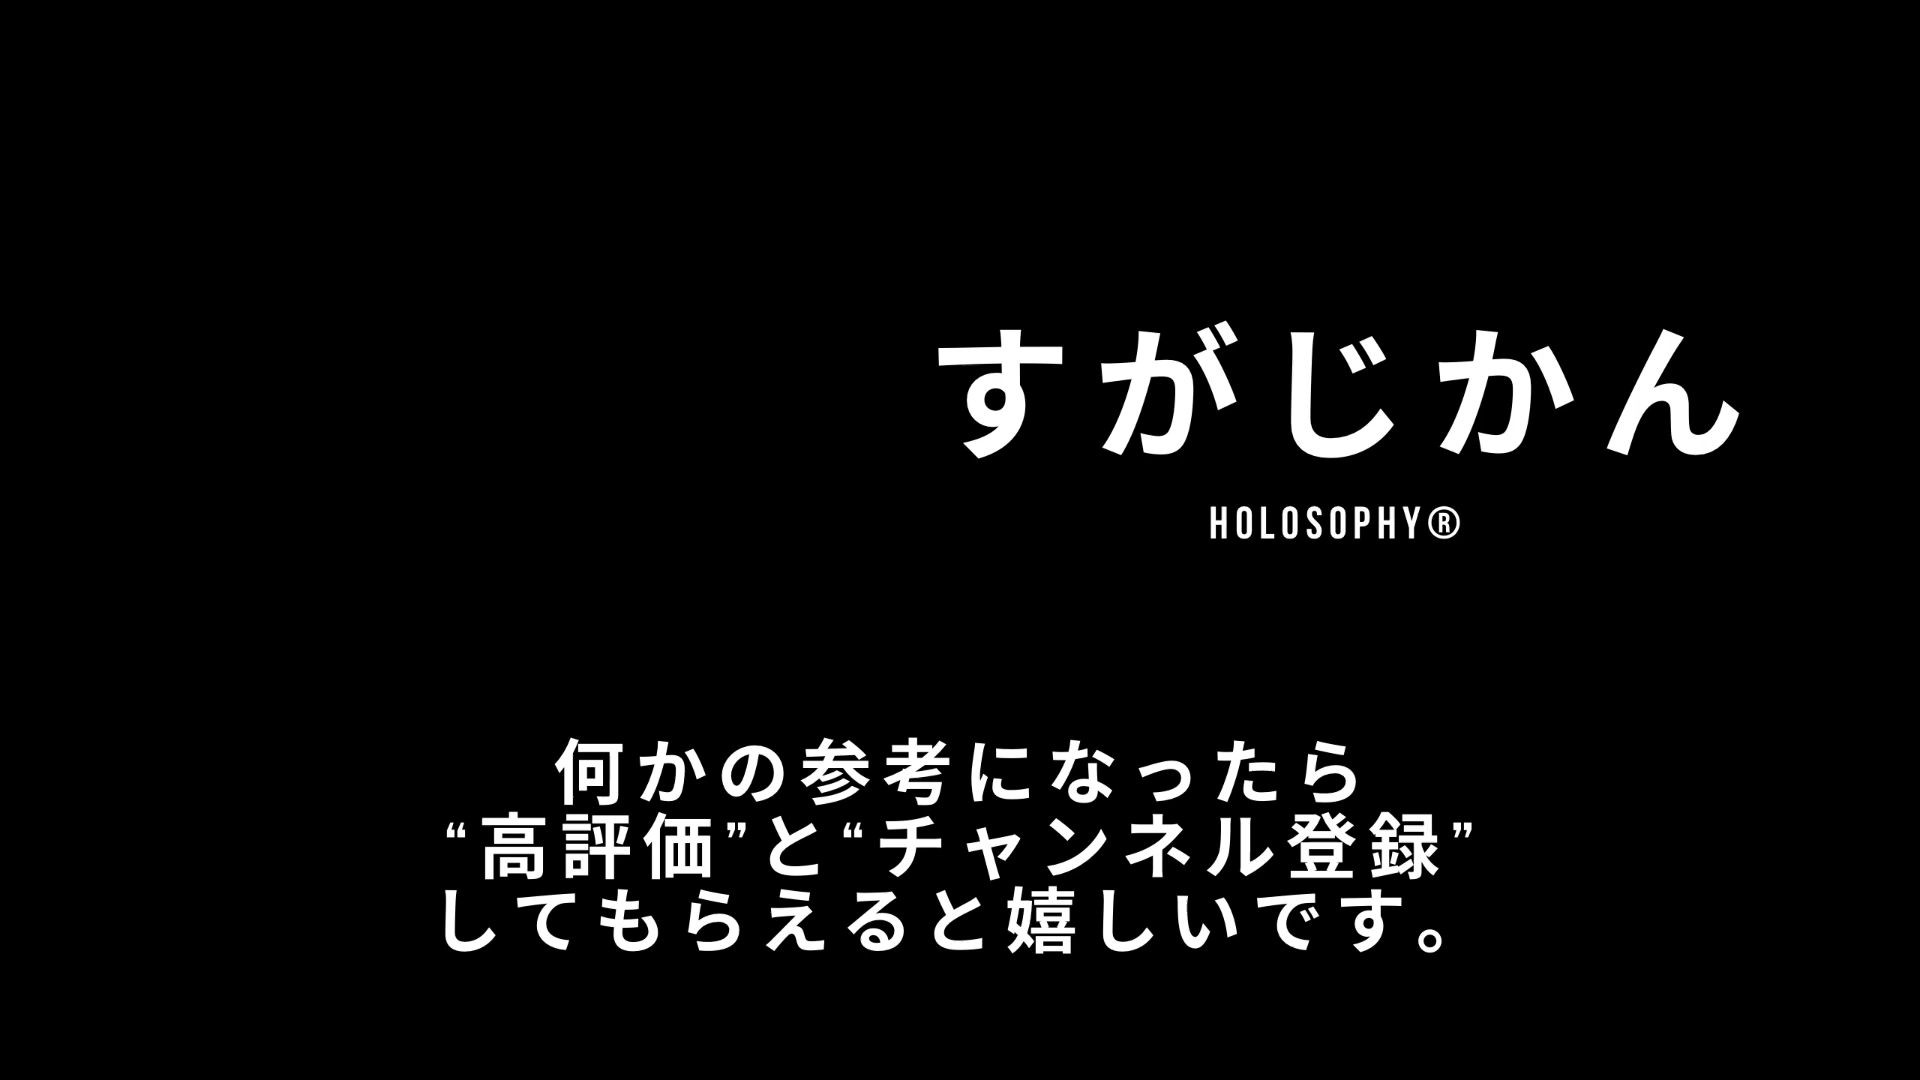 すがじかん
HOLOSOPHY®
何かの参考になったら
“高評価”と“チャンネル登録”
してもらえると嬉しいです。